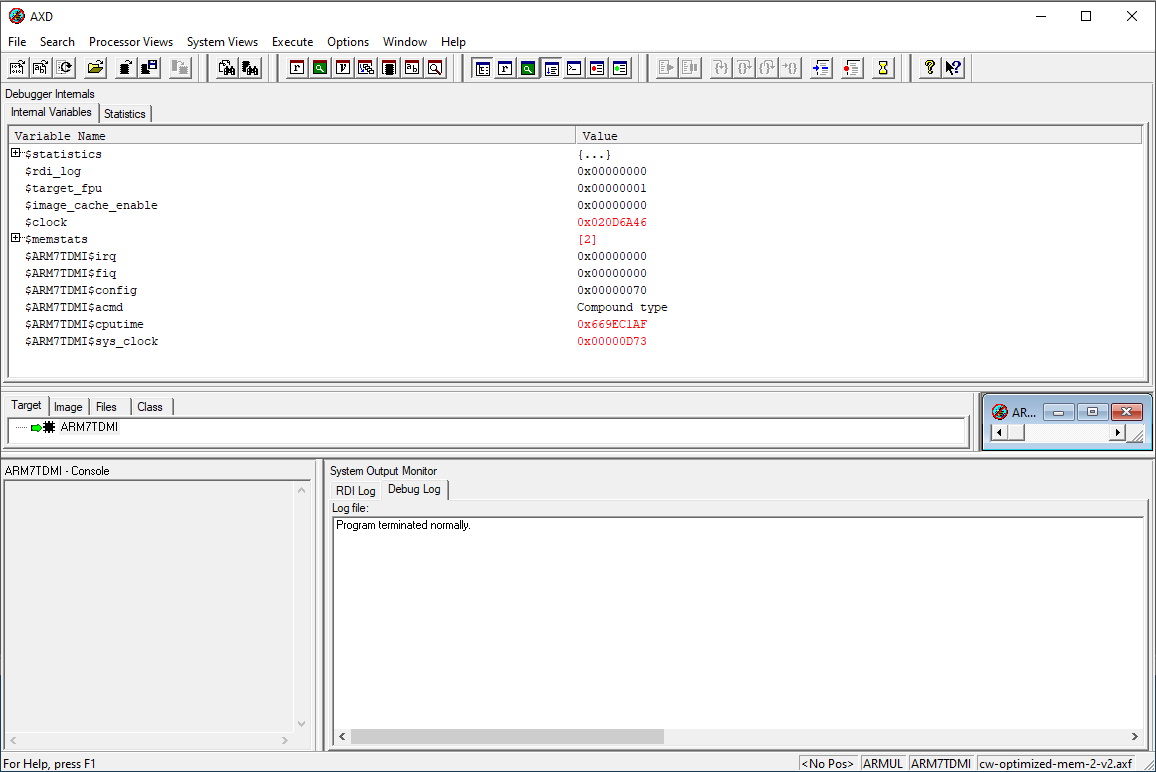 AXD
File Search Processor Views System Views Execute Options Window Help
Debugger Internals
Internal Variables Statistics
Variable Name Value
$statistics {...}
$rdi_log 0x00000000
$target_fpu 0x00000001
$image_cache_enable 0x00000000
$clock 0x020D6A46
$memstats [2]
$ARM7TDMI$irq 0x00000000
$ARM7TDMI$fiq 0x00000000
$ARM7TDMI$config 0x00000070
$ARM7TDMI$acmd Compound type
$ARM7TDMI$cputime 0x669EC1AF
$ARM7TDMI$sys_clock 0x00000D73
Target Image Files Class
ARM7TDMI
AR...
ARM7TDMI - Console
System Output Monitor
RDI Log Debug Log
Log file:
Program terminated normally.
For Help, press F1 <No Pos> ARMUL ARM7TDMI cw-optimized-mem-2-v2.axf